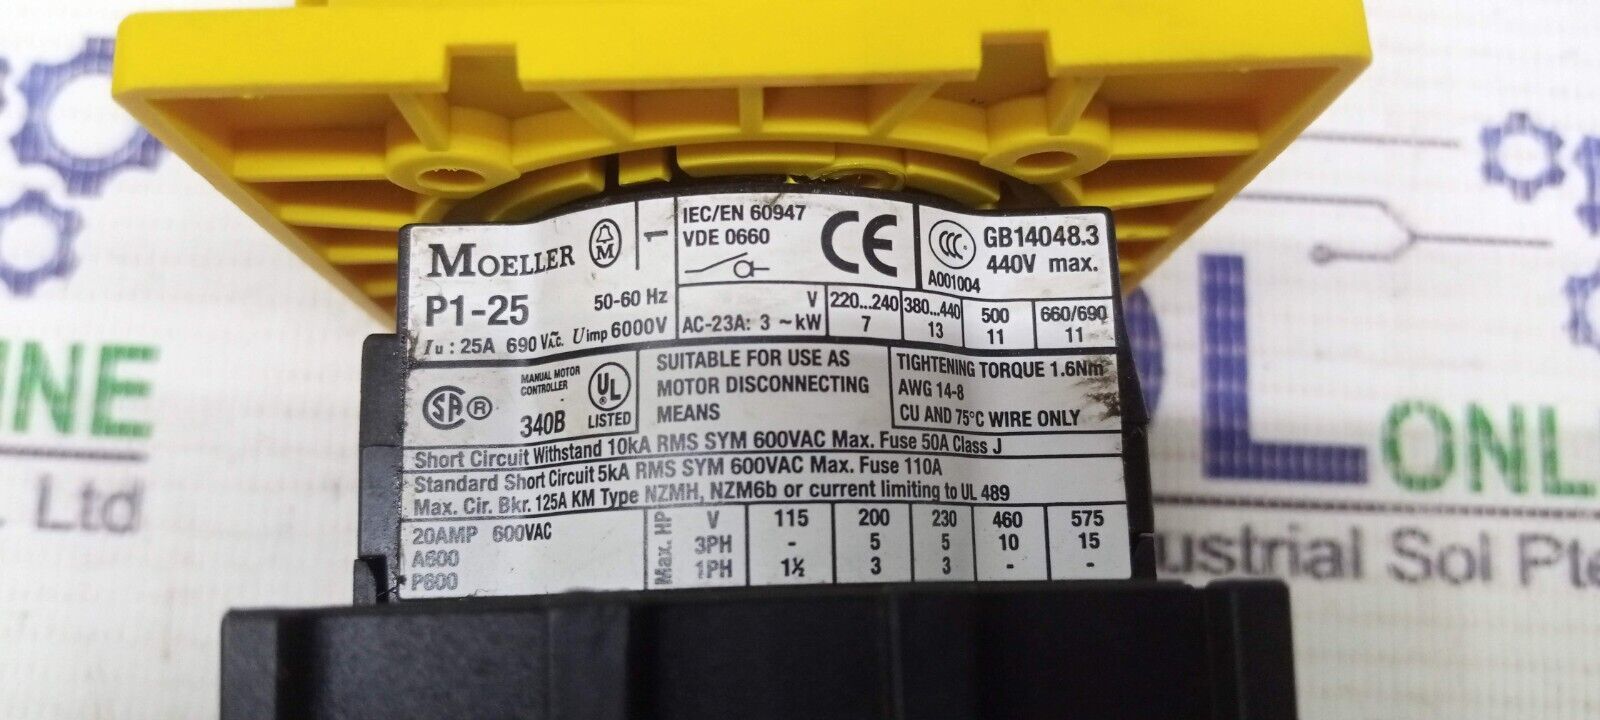 MOELLER
M
1
P1-25
50-60 Hz
Iu : 25A 690 V a.c. Uimp 6000V
IEC/EN 60947
VDE 0660
CE
CCC
A001004
GB14048.3
440V max.
V 220...240 380...440 500 660/690
AC-23A: 3 ~kW 7 13 11 11
SA ®
MANUAL MOTOR
CONTROLLER
340B
UL ®
LISTED
SUITABLE FOR USE AS
MOTOR DISCONNECTING
MEANS
TIGHTENING TORQUE 1.6Nm
AWG 14-8
CU AND 75°C WIRE ONLY
Short Circuit Withstand 10kA RMS SYM 600VAC Max. Fuse 50A Class J
Standard Short Circuit 5kA RMS SYM 600VAC Max. Fuse 110A
Max. Cir. Bkr. 125A KM Type NZMH, NZM6b or current limiting to UL 489
20AMP 600VAC
A600
P600
Max. HP
V 115 200 230 460 575
3PH - 5 5 10 15
1PH 1½ 3 3 - -
INE
. Ltd
OL
ONLINE
ustrial Sol Pte